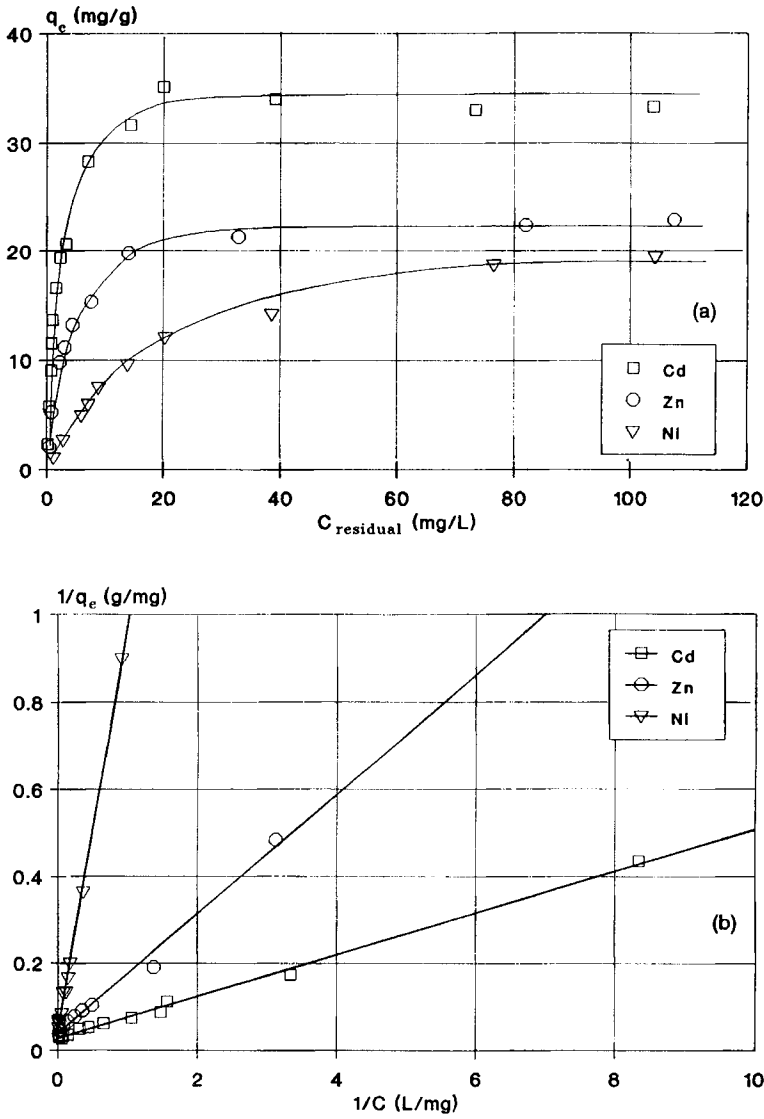 q_c (mg/g)
40
30
20
10
0
0 20 40 60 80 100 120
C_residual (mg/L)
(a)
Cd
Zn
Ni
1/q_e (g/mg)
1
0.8
0.6
0.4
0.2
0
0 2 4 6 8 10
1/C (L/mg)
(b)
Cd
Zn
Ni